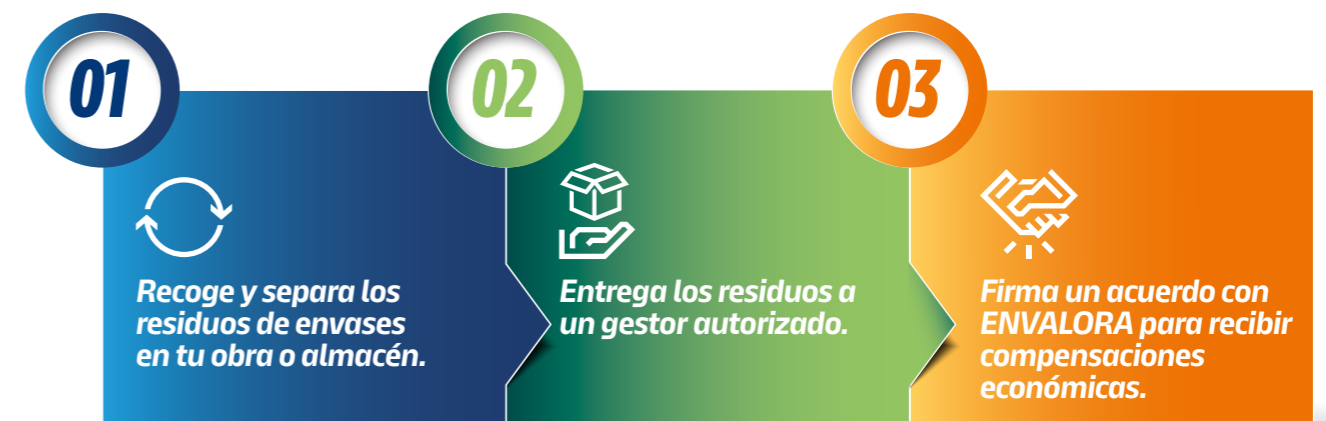 01
Recoge y separa los
residuos de envases
en tu obra o almacén.
02
Entrega los residuos a
un gestor autorizado.
03
Firma un acuerdo con
ENVALORA para recibir
compensaciones
económicas.